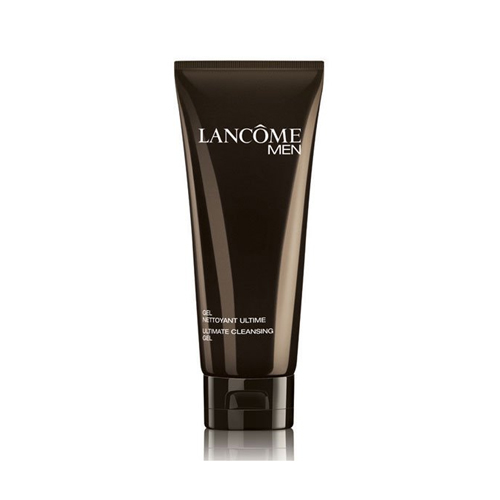 LANCÔME
MEN
GEL
NETTOYANT ULTIME
ULTIMATE CLEANSING
GEL